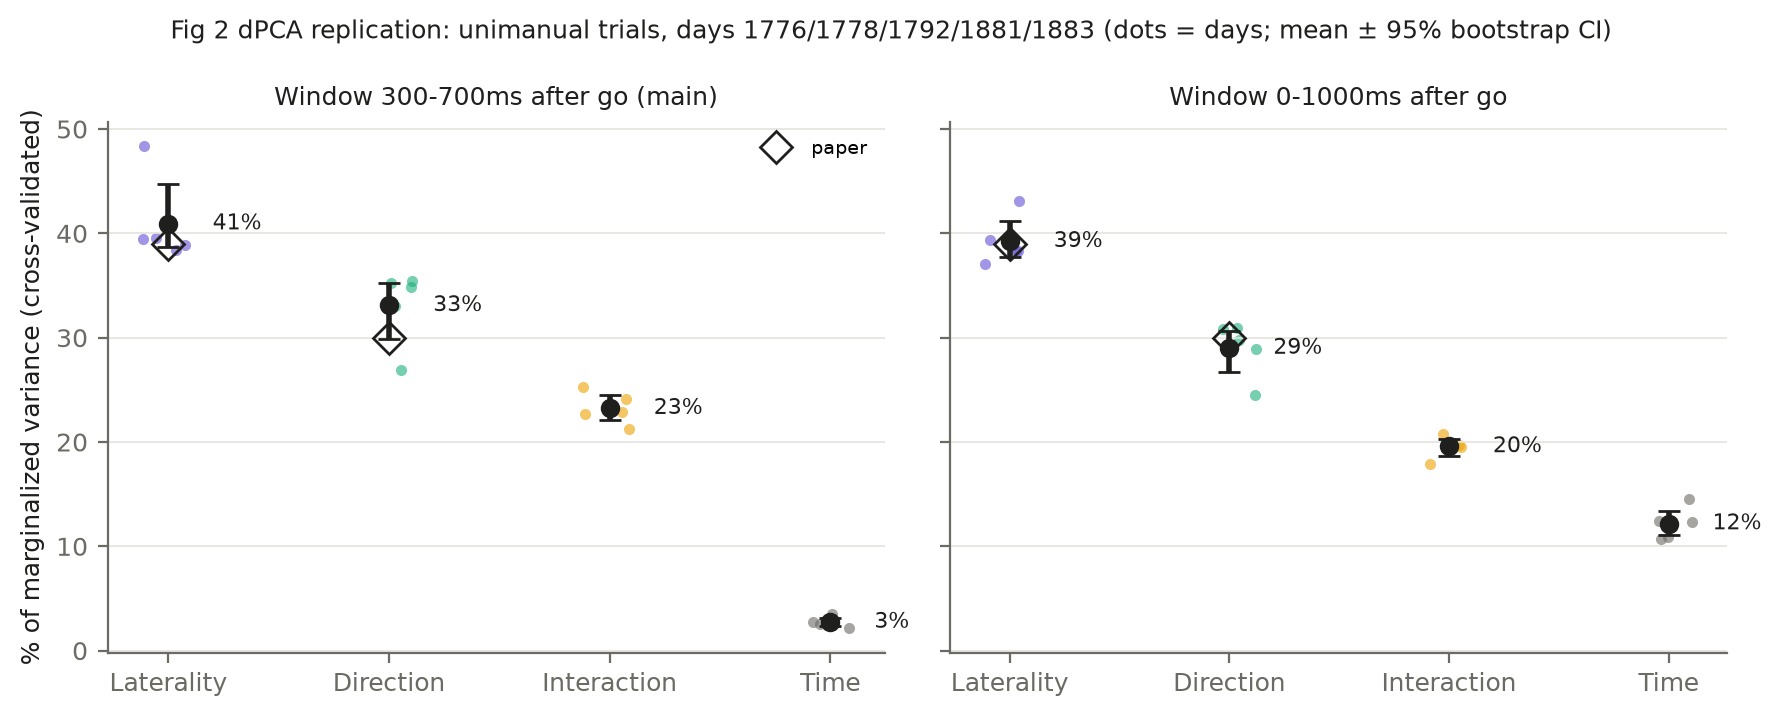 Fig 2 dPCA replication: unimanual trials, days 1776/1778/1792/1881/1883 (dots = days; mean ± 95% bootstrap CI)
Window 300-700ms after go (main)
Window 0-1000ms after go
% of marginalized variance (cross-validated)
50
40
30
20
10
0
paper
41%
33%
23%
3%
39%
29%
20%
12%
Laterality
Direction
Interaction
Time
Laterality
Direction
Interaction
Time